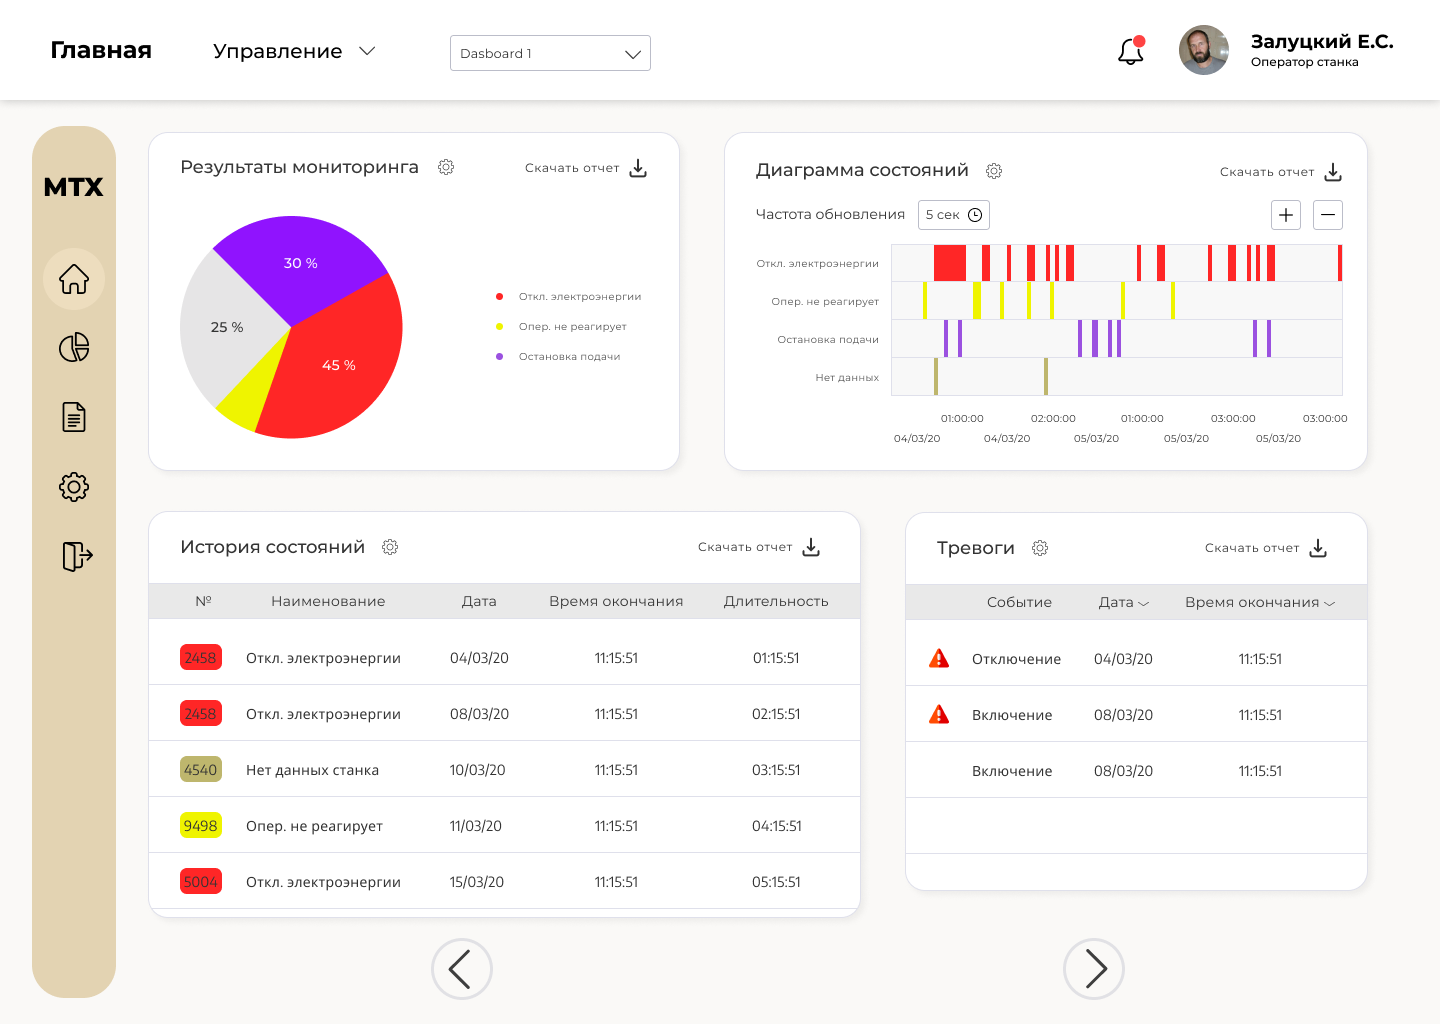 Главная
Управление
Dasboard 1
Залуцкий Е.С.
Оператор станка
МТХ
Результаты мониторинга
Скачать отчет
30 %
25 %
45 %
Откл. электроэнергии
Опер. не реагирует
Остановка подачи
Диаграмма состояний
Скачать отчет
Частота обновления
5 сек
Откл. электроэнергии
Опер. не реагирует
Остановка подачи
Нет данных
01:00:00 02:00:00 01:00:00 03:00:00 03:00:00
04/03/20 04/03/20 05/03/20 05/03/20 05/03/20
История состояний
Скачать отчет
№ Наименование Дата Время окончания Длительность
2458 Откл. электроэнергии 04/03/20 11:15:51 01:15:51
2458 Откл. электроэнергии 08/03/20 11:15:51 02:15:51
4540 Нет данных станка 10/03/20 11:15:51 03:15:51
9498 Опер. не реагирует 11/03/20 11:15:51 04:15:51
5004 Откл. электроэнергии 15/03/20 11:15:51 05:15:51
Тревоги
Скачать отчет
Событие Дата Время окончания
Отключение 04/03/20 11:15:51
Включение 08/03/20 11:15:51
Включение 08/03/20 11:15:51